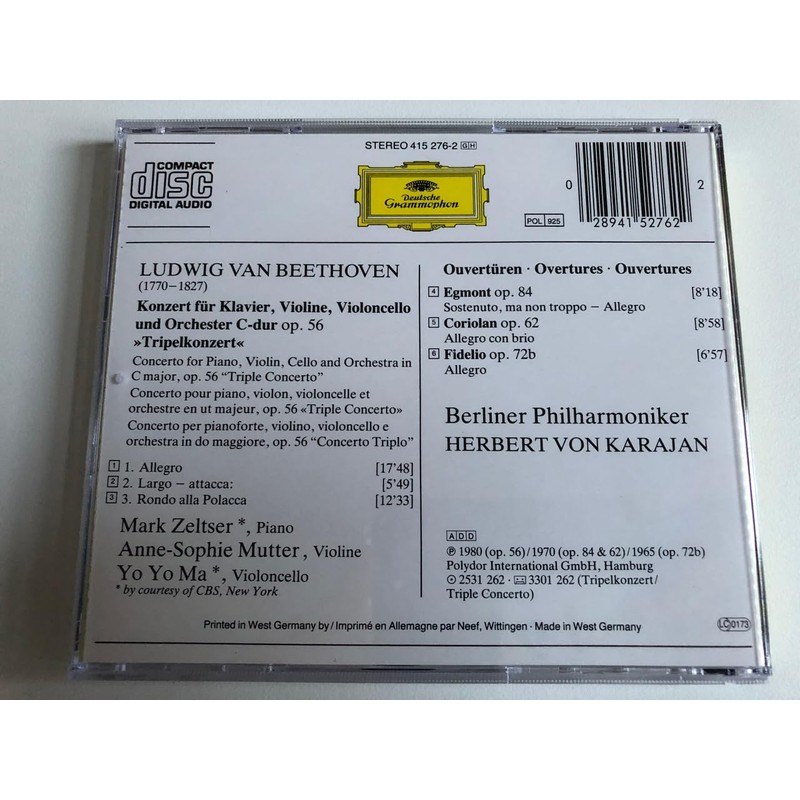 STEREO 415 276-2 GH
COMPACT
disc
DIGITAL AUDIO
Deutsche
Grammophon
POL 925
0 28941 52762 2
LUDWIG VAN BEETHOVEN
(1770–1827)
Konzert für Klavier, Violine, Violoncello
und Orchester C-dur op. 56
»Tripelkonzert«
Concerto for Piano, Violin, Cello and Orchestra in
C major, op. 56 “Triple Concerto”
Concerto pour piano, violon, violoncelle et
orchestre en ut majeur, op. 56 «Triple Concerto»
Concerto per pianoforte, violino, violoncello e
orchestra in do maggiore, op. 56 “Concerto Triplo”
1 1. Allegro [17'48]
2 2. Largo – attacca: [5'49]
3 3. Rondo alla Polacca [12'33]
Mark Zeltser *, Piano
Anne-Sophie Mutter, Violine
Yo Yo Ma *, Violoncello
* by courtesy of CBS, New York
Ouvertüren · Overtures · Ouvertures
4 Egmont op. 84 [8'18]
Sostenuto, ma non troppo – Allegro
5 Coriolan op. 62 [8'58]
Allegro con brio
6 Fidelio op. 72b [6'57]
Allegro
Berliner Philharmoniker
HERBERT VON KARAJAN
ADD
℗ 1980 (op. 56)/1970 (op. 84 & 62)/1965 (op. 72b)
Polydor International GmbH, Hamburg
2531 262 · 3301 262 (Tripelkonzert/
Triple Concerto)
Printed in West Germany by/Imprimé en Allemagne par Neef, Wittingen · Made in West Germany
LC 0173